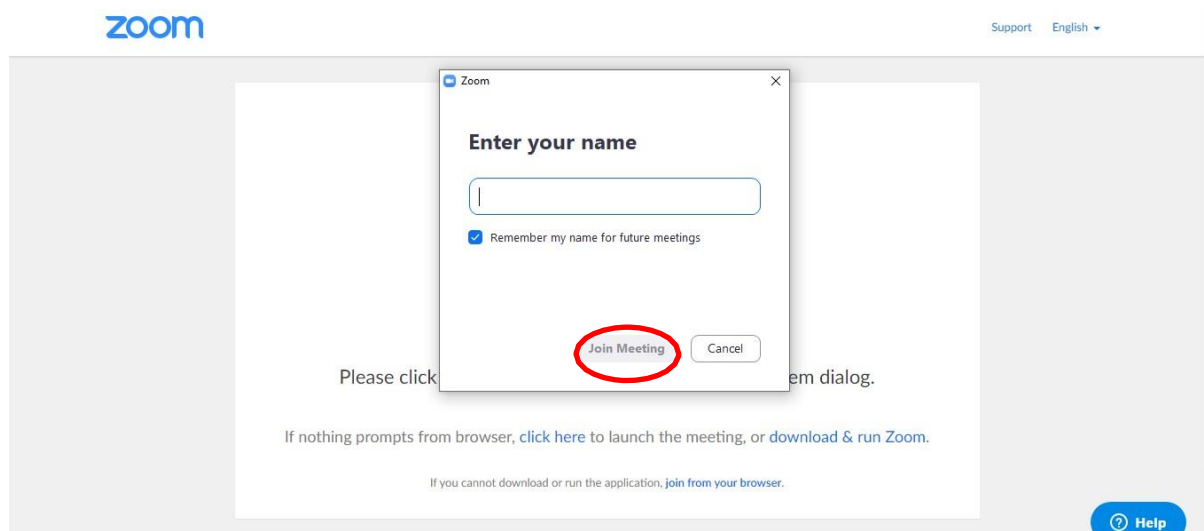 zoom
Support English
Zoom
Enter your name
Remember my name for future meetings
Join Meeting Cancel
Please click em dialog.
If nothing prompts from browser, click here to launch the meeting, or download & run Zoom.
If you cannot download or run the application, join from your browser.
Help